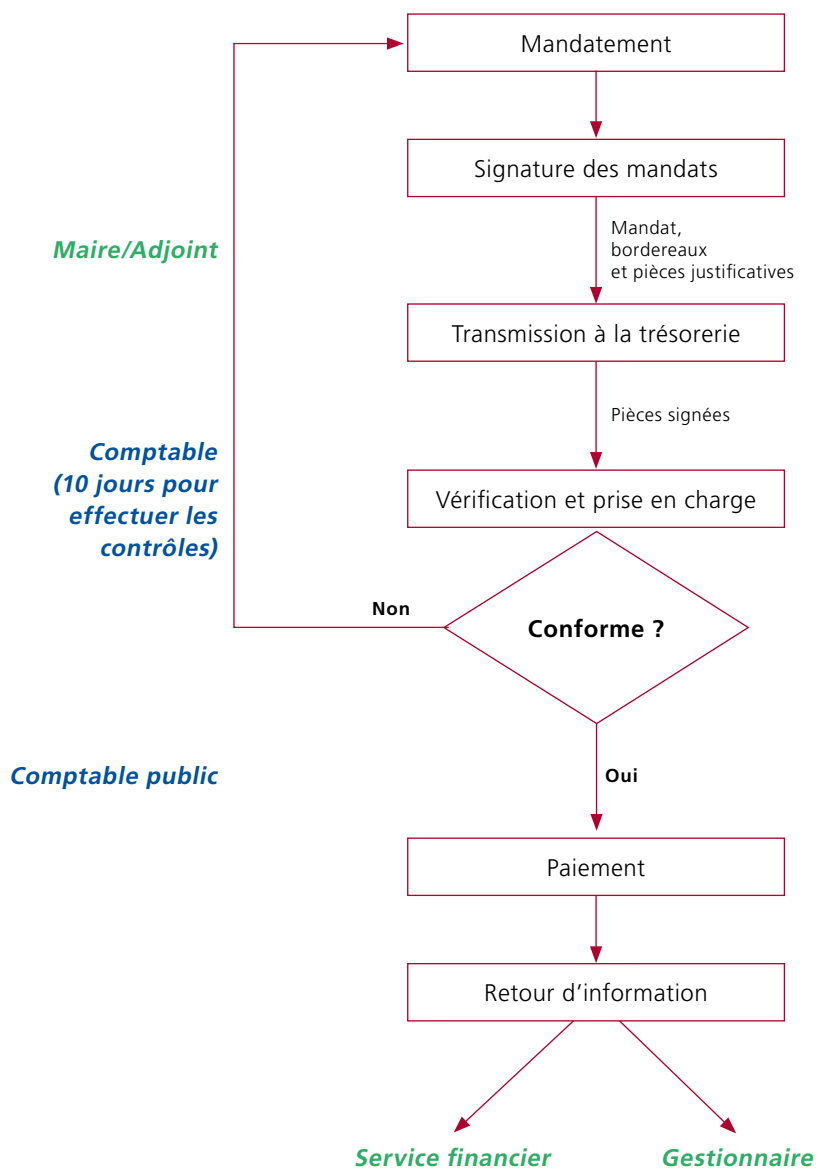 Mandatement
Signature des mandats
Maire/Adjoint
Mandat,
bordereaux
et pièces justificatives
Transmission à la trésorerie
Pièces signées
Comptable
(10 jours pour
effectuer les
contrôles)
Vérification et prise en charge
Non
Conforme ?
Comptable public
Oui
Paiement
Retour d’information
Service financier
Gestionnaire